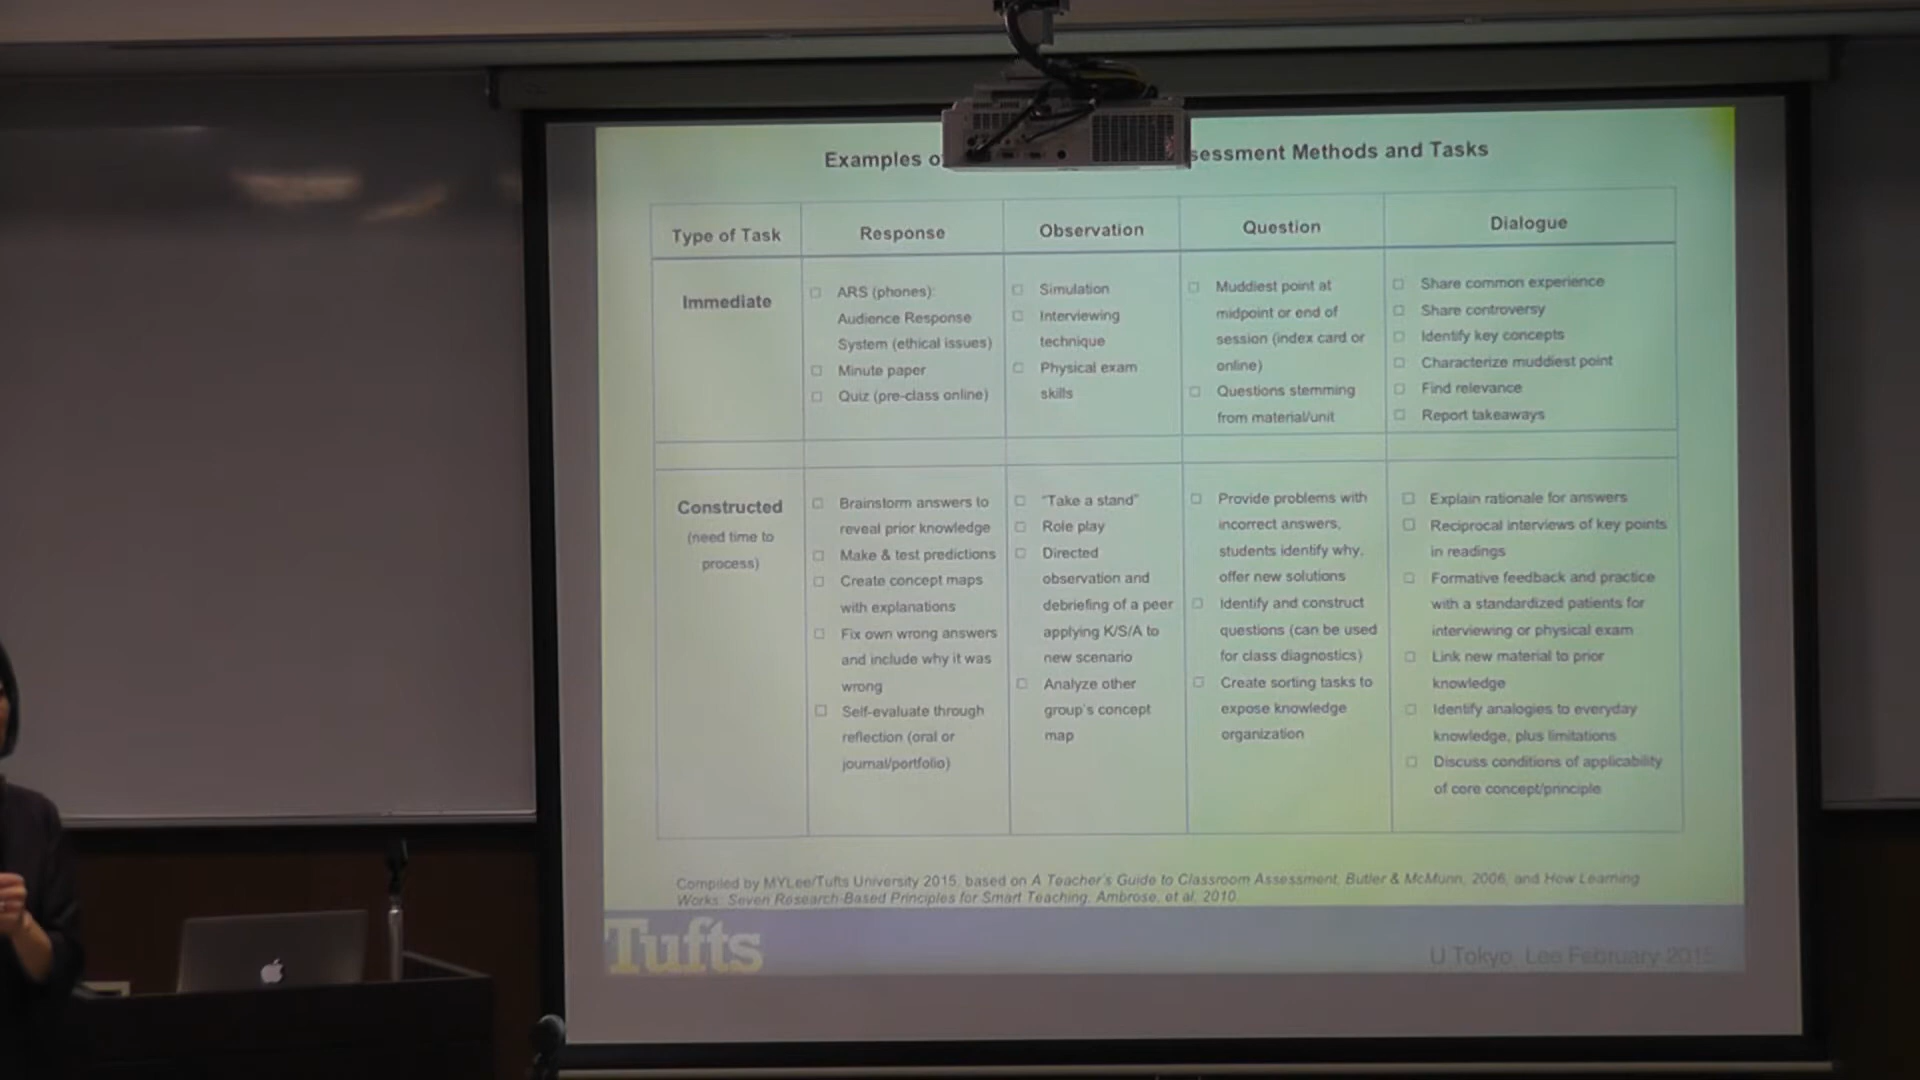 Examples o
sessment Methods and Tasks
Type of Task
Response
Observation
Question
Dialogue
Immediate
ARS (phones):
Audience Response
System (ethical issues)
Minute paper
Quiz (pre-class online)
Simulation
Interviewing
technique
Physical exam
skills
Muddiest point at
midpoint or end of
session (index card or
online)
Questions stemming
from material/unit
Share common experience
Share controversy
Identify key concepts
Characterize muddiest point
Find relevance
Report takeaways
Constructed
(need time to
process)
Brainstorm answers to
reveal prior knowledge
Make & test predictions
Create concept maps
with explanations
Fix own wrong answers
and include why it was
wrong
Self-evaluate through
reflection (oral or
journal/portfolio)
"Take a stand"
Role play
Directed
observation and
debriefing of a peer
applying K/S/A to
new scenario
Analyze other
group's concept
map
Provide problems with
incorrect answers,
students identify why,
offer new solutions
Identify and construct
questions (can be used
for class diagnostics)
Create sorting tasks to
expose knowledge
organization
Explain rationale for answers
Reciprocal interviews of key points
in readings
Formative feedback and practice
with a standardized patients for
interviewing or physical exam
Link new material to prior
knowledge
Identify analogies to everyday
knowledge, plus limitations
Discuss conditions of applicability
of core concept/principle
Compiled by MYLee/Tufts University 2015, based on A Teacher's Guide to Classroom Assessment, Butler & McMunn, 2006, and How Learning
Works: Seven Research-Based Principles for Smart Teaching, Ambrose, et al, 2010
Tufts
U Tokyo, Lee February 2015